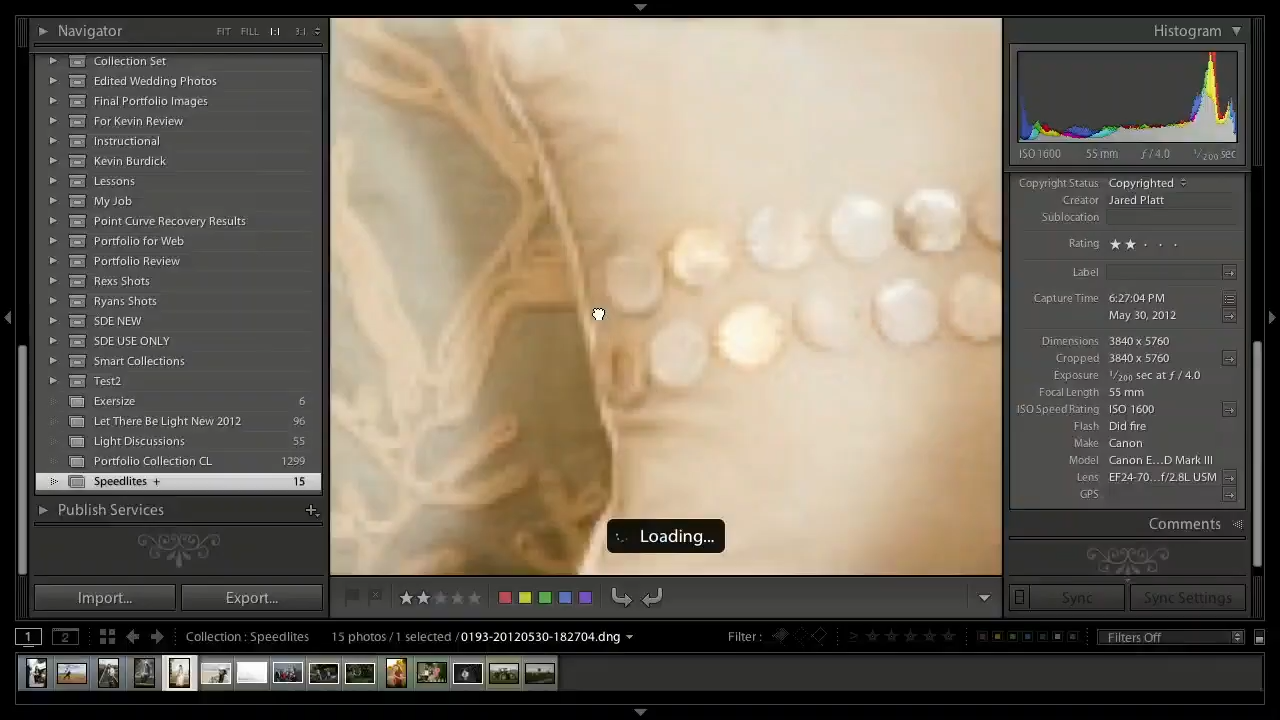 Navigator FIT FILL 1:1 3:1
Collection Set
Edited Wedding Photos
Final Portfolio Images
For Kevin Review
Instructional
Kevin Burdick
Lessons
My Job
Point Curve Recovery Results
Portfolio for Web
Portfolio Review
Rexs Shots
Ryans Shots
SDE NEW
SDE USE ONLY
Smart Collections
Test2
Exersize 6
Let There Be Light New 2012 96
Light Discussions 55
Portfolio Collection CL 1299
Speedlites + 15
Publish Services +
Import... Export...
Loading...
Histogram
ISO 1600 55 mm f / 4.0 1/200 sec
Copyright Status Copyrighted
Creator Jared Platt
Sublocation
Rating
Label
Capture Time 6:27:04 PM
May 30, 2012
Dimensions 3840 x 5760
Cropped 3840 x 5760
Exposure 1/200 sec at f / 4.0
Focal Length 55 mm
ISO Speed Rating ISO 1600
Flash Did fire
Make Canon
Model Canon E...D Mark III
Lens EF24-70...f/2.8L USM
GPS
Comments
Sync Sync Settings
1 2 Collection : Speedlites 15 photos / 1 selected / 0193-20120530-182704.dng Filter : Filters Off